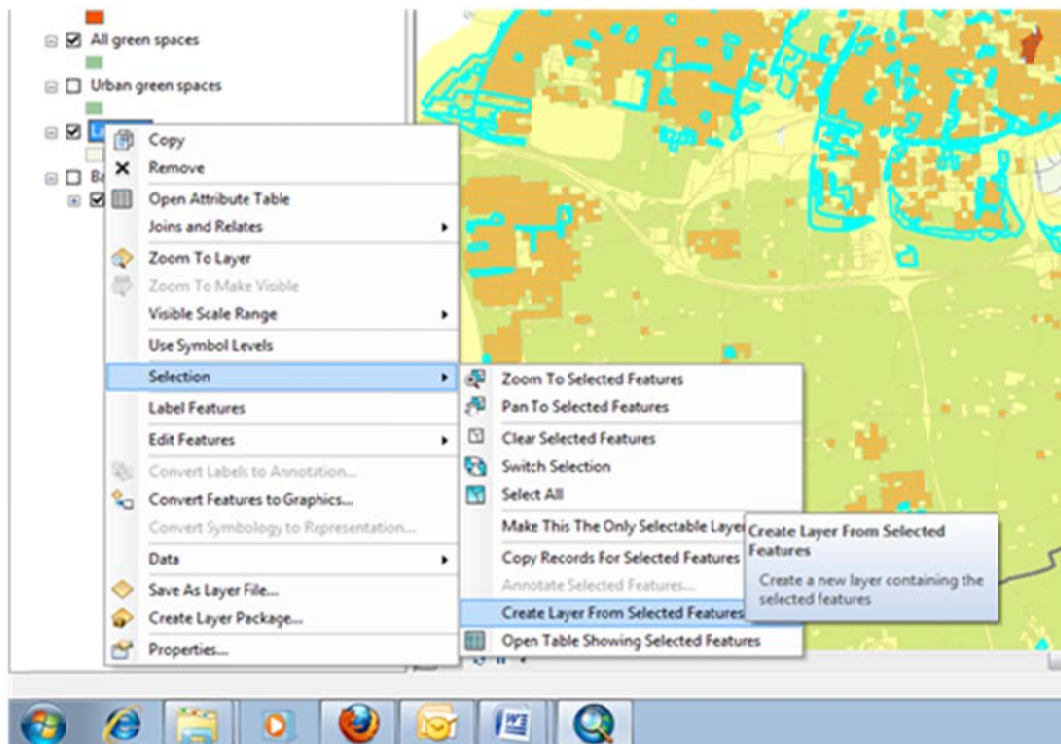 All green spaces
Urban green spaces
Copy
Remove
Open Attribute Table
Joins and Relates
Zoom To Layer
Zoom To Make Visible
Visible Scale Range
Use Symbol Levels
Selection
Label Features
Edit Features
Convert Labels to Annotation...
Convert Features to Graphics...
Convert Symbology to Representation...
Data
Save As Layer File...
Create Layer Package...
Properties...
Zoom To Selected Features
Pan To Selected Features
Clear Selected Features
Switch Selection
Select All
Make This The Only Selectable Layer
Copy Records For Selected Features
Annotate Selected Features...
Create Layer From Selected Features
Open Table Showing Selected Features
Create Layer From Selected
Features
Create a new layer containing the
selected features